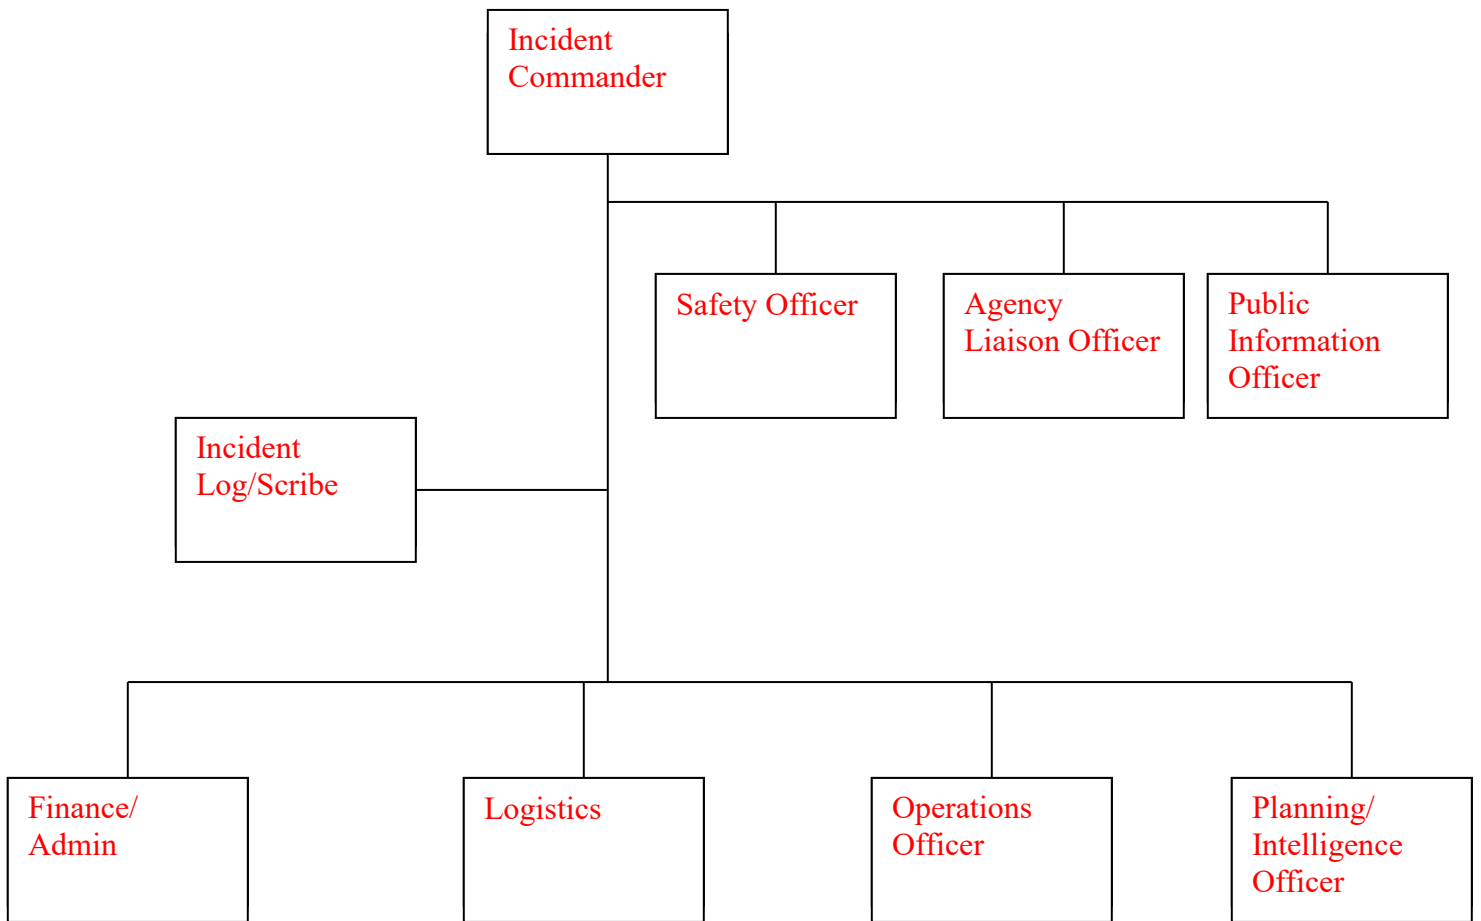 Incident
Commander
Safety Officer
Agency
Liaison Officer
Public
Information
Officer
Incident
Log/Scribe
Finance/
Admin
Logistics
Operations
Officer
Planning/
Intelligence
Officer